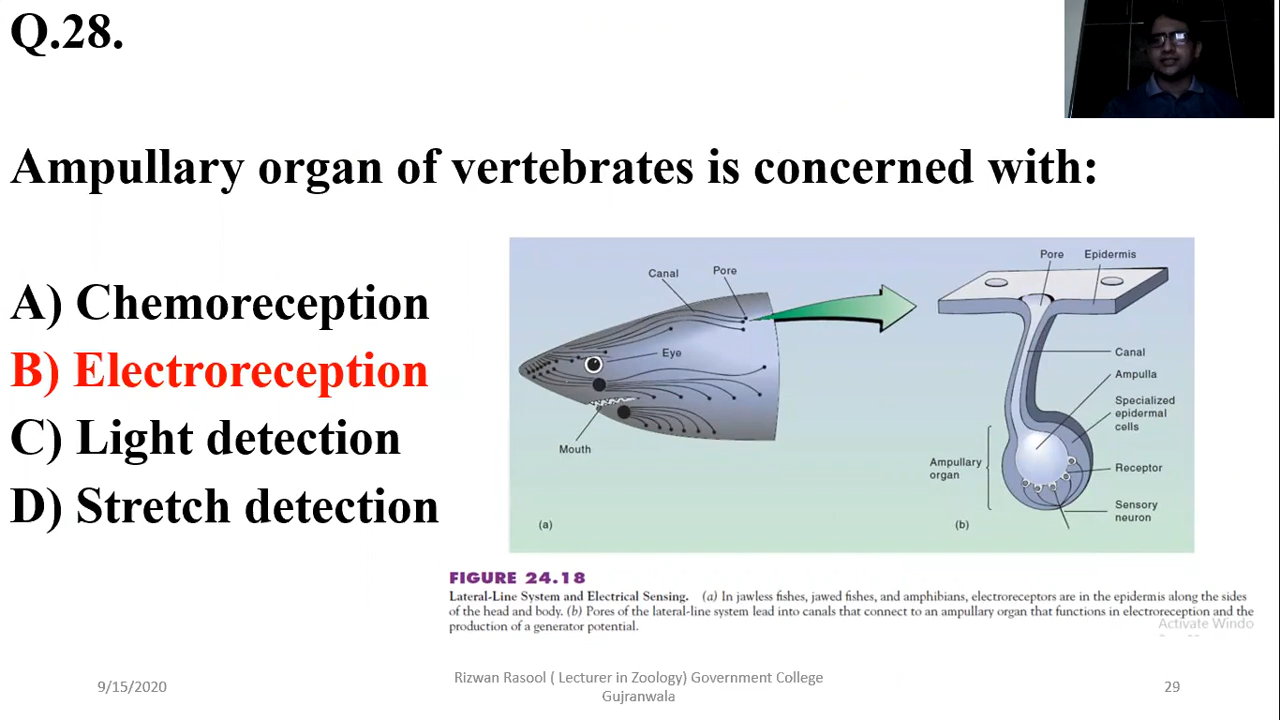 Q.28.
Ampullary organ of vertebrates is concerned with:
A) Chemoreception
B) Electroreception
C) Light detection
D) Stretch detection
Canal
Pore
Eye
Mouth
(a)
Pore
Epidermis
Canal
Ampulla
Specialized
epidermal
cells
Ampullary
organ
Receptor
Sensory
neuron
(b)
FIGURE 24.18
Lateral-Line System and Electrical Sensing. (a) In jawless fishes, jawed fishes, and amphibians, electroreceptors are in the epidermis along the sides
of the head and body. (b) Pores of the lateral-line system lead into canals that connect to an ampullary organ that functions in electroreception and the
production of a generator potential.
Activate Windo
9/15/2020
Rizwan Rasool ( Lecturer in Zoology) Government College
Gujranwala
29